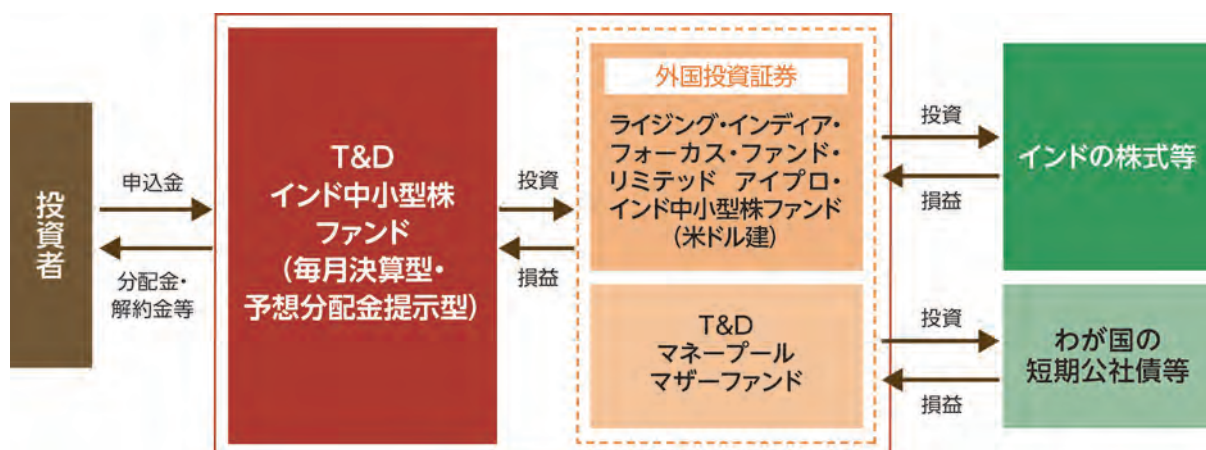 投資者
申込金
分配金・
解約金等
T&D
インド中小型株
ファンド
(毎月決算型・
予想分配金提示型)
投資
損益
外国投資証券
ライジング・インディア・
フォーカス・ファンド・
リミテッド アイプロ・
インド中小型株ファンド
(米ドル建)
T&D
マネープール
マザーファンド
投資
損益
インドの株式等
投資
損益
わが国の
短期公社債等